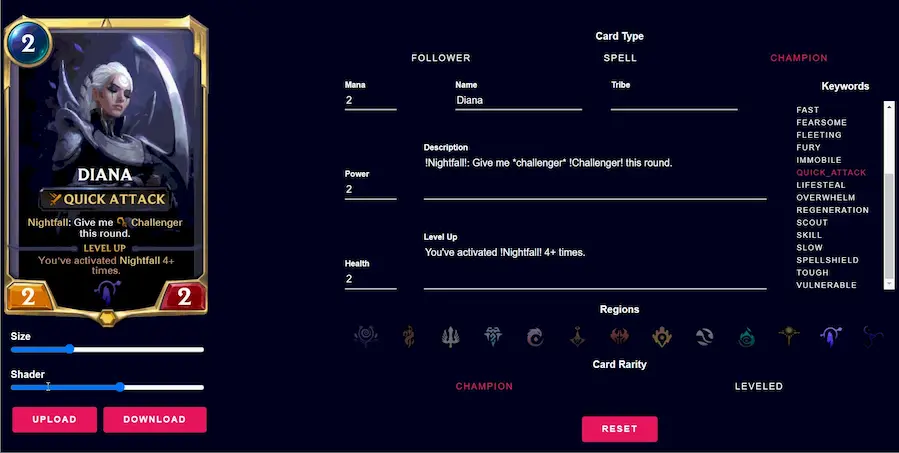 2
DIANA
QUICK ATTACK
Nightfall: Give me Challenger
this round.
LEVEL UP
You've activated Nightfall 4+
times.
2
2
Size
Shader
UPLOAD
DOWNLOAD
Card Type
FOLLOWER
SPELL
CHAMPION
Mana
2
Name
Diana
Tribe
Keywords
FAST
FEARSOME
FLEETING
FURY
IMMOBILE
QUICK_ATTACK
LIFESTEAL
OVERWHELM
REGENERATION
SCOUT
SKILL
SLOW
SPELLSHIELD
TOUGH
VULNERABLE
Description
!Nightfall!: Give me *challenger* !Challenger! this round.
Power
2
Level Up
You've activated !Nightfall! 4+ times.
Health
2
Regions
Card Rarity
CHAMPION
LEVELED
RESET